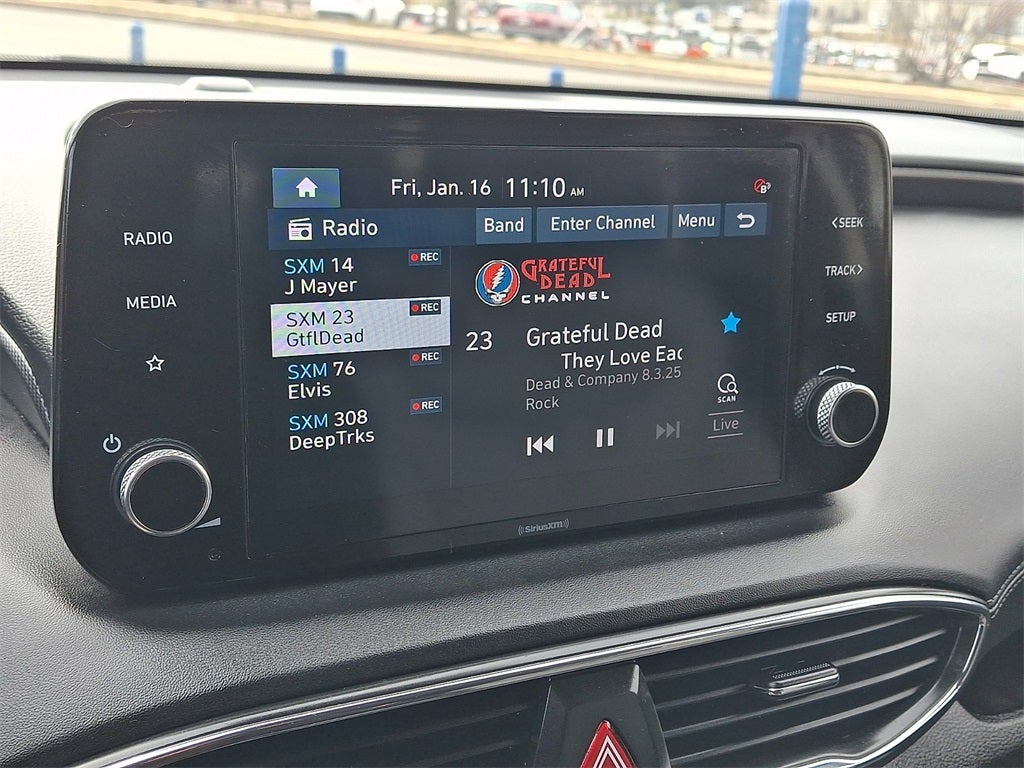 Fri, Jan. 16 11:10 AM
Radio
Band
Enter Channel
Menu
RADIO
MEDIA
SXM 14
J Mayer
REC
SXM 23
GtflDead
REC
SXM 76
Elvis
REC
SXM 308
DeepTrks
REC
GRATEFUL
DEAD
CHANNEL
23
Grateful Dead
They Love Eac
Dead & Company 8.3.25
Rock
SCAN
Live
<SEEK
TRACK>
SETUP
SiriusXM